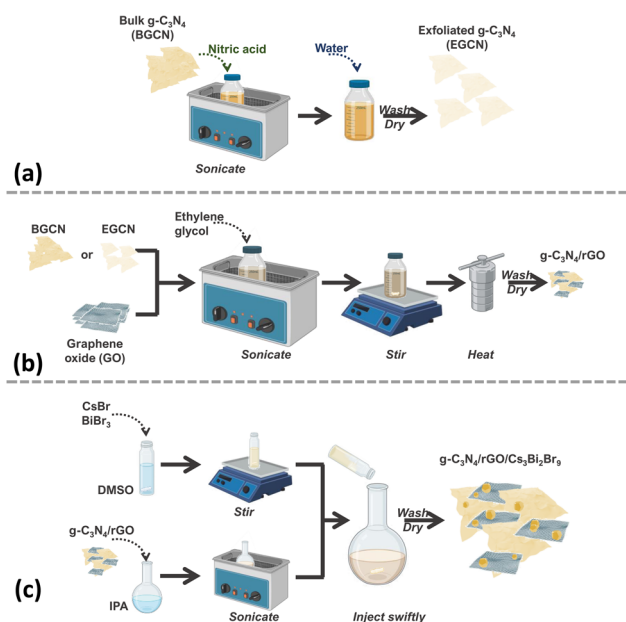 Bulk g-C₃N₄
(BGCN)
Nitric acid
Water
Exfoliated g-C₃N₄
(EGCN)
Wash
Dry
Sonicate
(a)
BGCN
or
EGCN
Ethylene
glycol
g-C₃N₄/rGO
Wash
Dry
Graphene
oxide (GO)
Sonicate
Stir
Heat
(b)
CsBr
BiBr₃
DMSO
Stir
g-C₃N₄/rGO
IPA
Sonicate
Wash
Dry
Inject swiftly
g-C₃N₄/rGO/Cs₃Bi₂Br₉
(c)